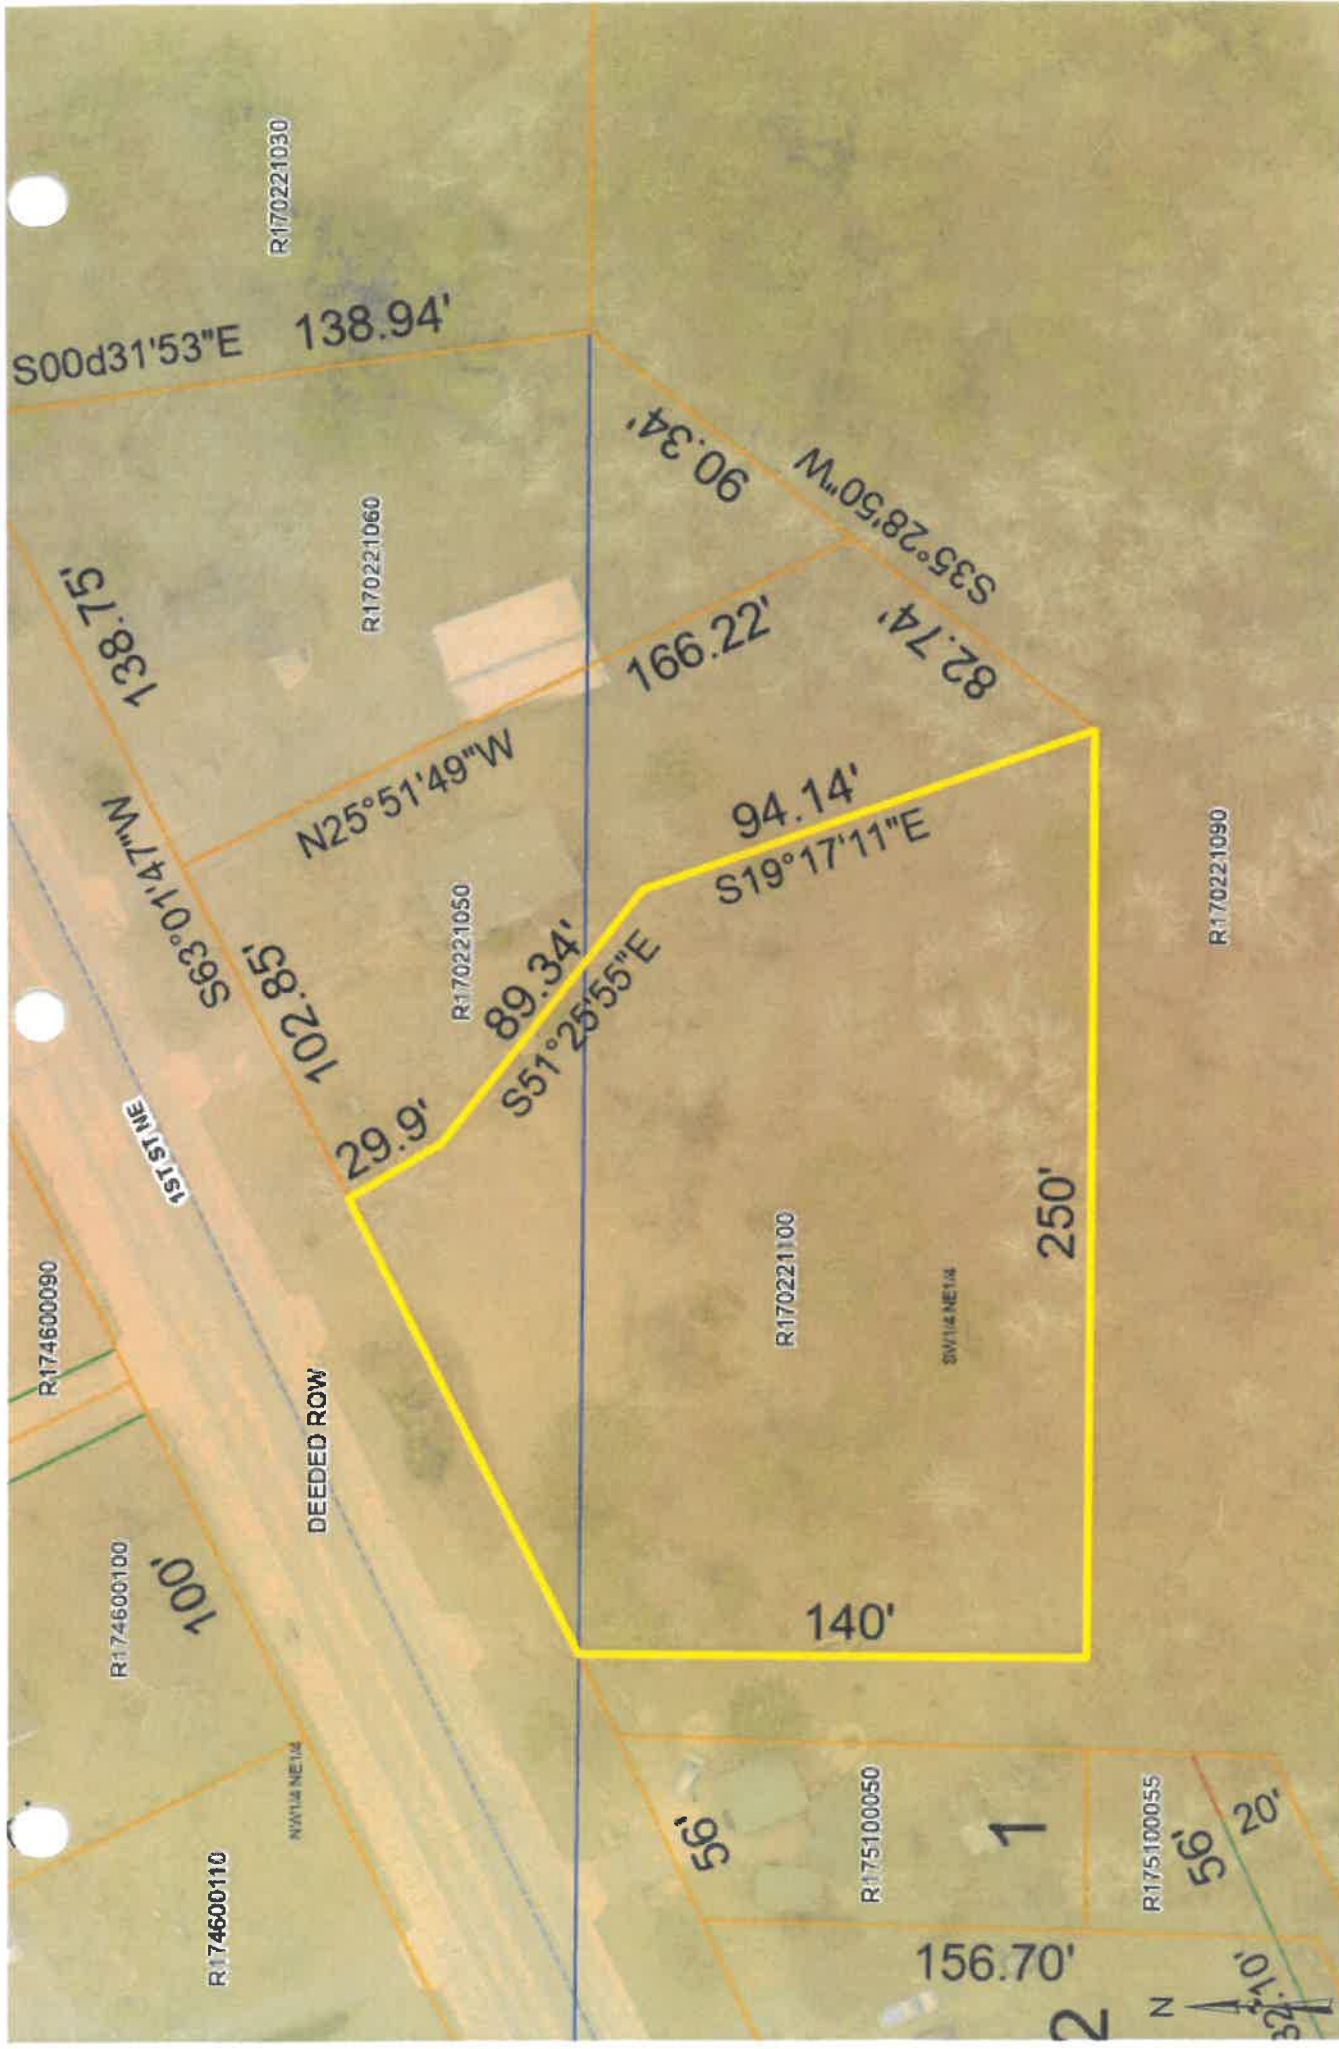 R170221030
S00d31'53"E
138.94'
138.75'
R170221060
90.34'
S35°28'50"W
82.74'
166.22'
N25°51'49"W
S63°01'47"W
102.85'
R170221050
94.14'
S19°17'11"E
89.34'
S51°25'55"E
29.9'
1ST ST NE
R170221090
R174600090
DEEDED ROW
R170221100
SW1/4 NE1/4
250'
R174600100
100'
140'
NW1/4 NE1/4
R174600110
56'
R175100050
1
R175100055
56'
20'
156.70'
2
N
32.10'